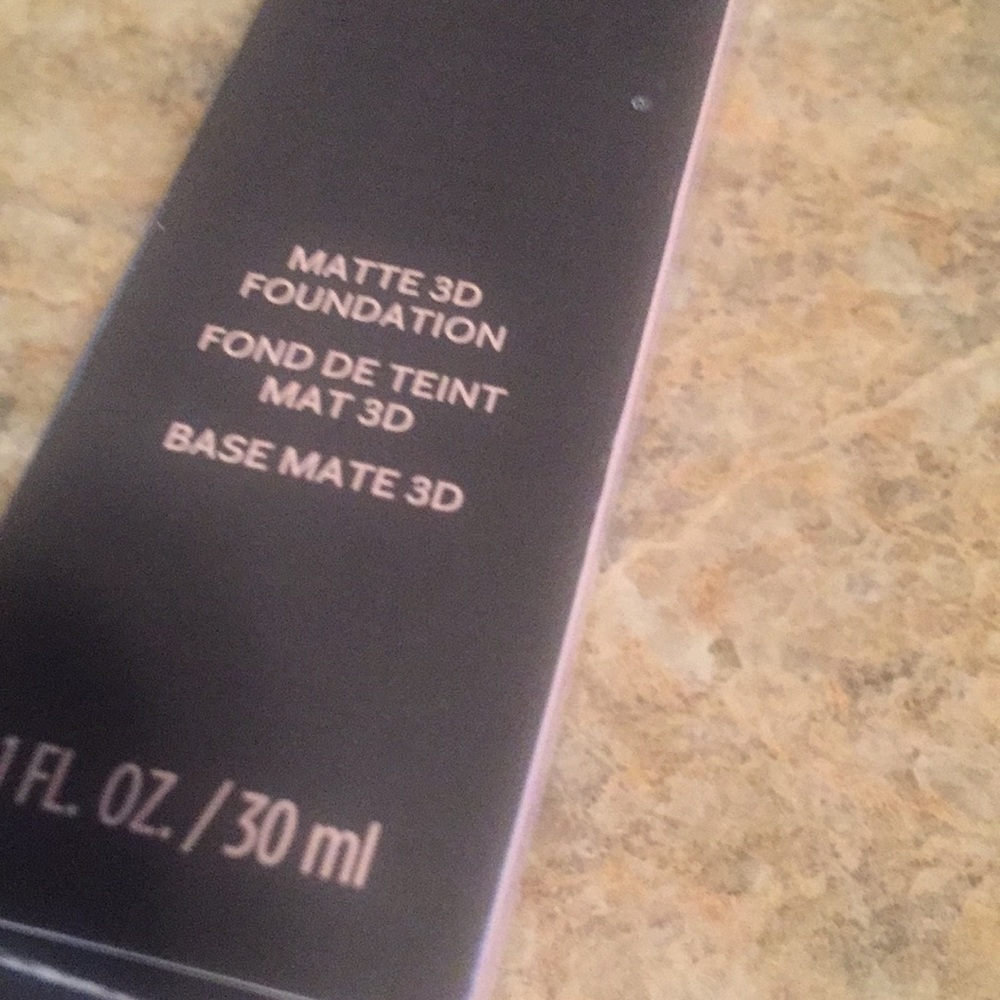 MATTE 3D
FOUNDATION
FOND DE TEINT
MAT 3D
BASE MATE 3D
1 FL. OZ. / 30 ml